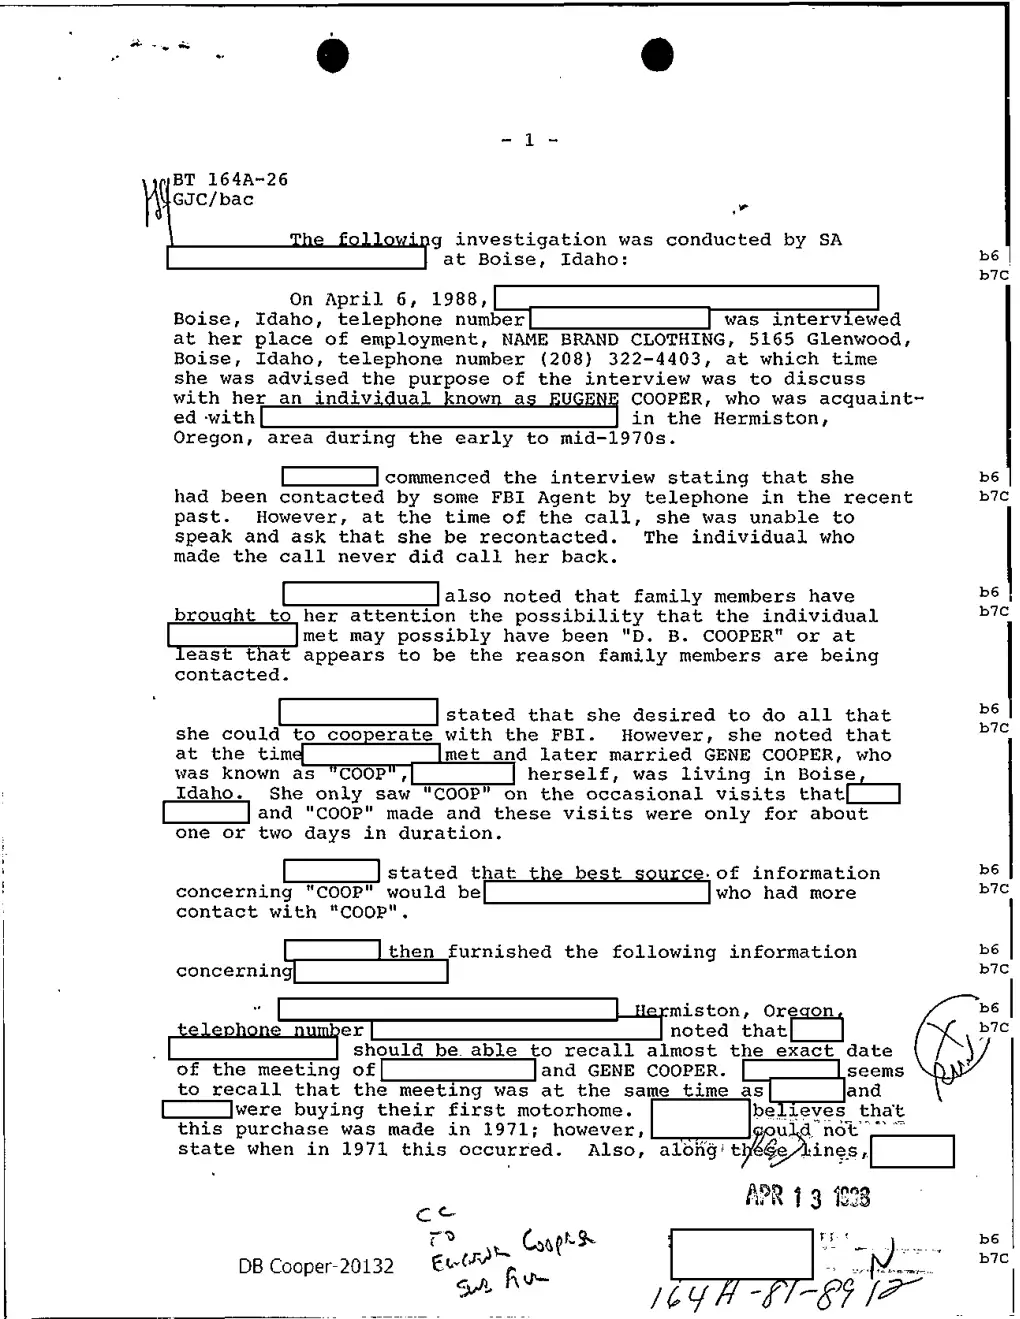 - 1 -
BT 164A-26
GJC/bac
The following investigation was conducted by SA
at Boise, Idaho:
b6
b7C
On April 6, 1988,
Boise, Idaho, telephone number was interviewed
at her place of employment, NAME BRAND CLOTHING, 5165 Glenwood,
Boise, Idaho, telephone number (208) 322-4403, at which time
she was advised the purpose of the interview was to discuss
with her an individual known as EUGENE COOPER, who was acquaint-
ed with in the Hermiston,
Oregon, area during the early to mid-1970s.
commenced the interview stating that she b6
had been contacted by some FBI Agent by telephone in the recent b7C
past. However, at the time of the call, she was unable to
speak and ask that she be recontacted. The individual who
made the call never did call her back.
also noted that family members have b6
brought to her attention the possibility that the individual b7C
met may possibly have been "D. B. COOPER" or at
least that appears to be the reason family members are being
contacted.
stated that she desired to do all that b6
she could to cooperate with the FBI. However, she noted that b7C
at the time met and later married GENE COOPER, who
was known as "COOP", herself, was living in Boise,
Idaho. She only saw "COOP" on the occasional visits that
and "COOP" made and these visits were only for about
one or two days in duration.
stated that the best source of information b6
concerning "COOP" would be who had more b7C
contact with "COOP".
then furnished the following information b6
concerning b7C
Hermiston, Oregon, b6
telephone number noted that b7C
should be able to recall almost the exact date
of the meeting of and GENE COOPER. seems
to recall that the meeting was at the same time as and
were buying their first motorhome. believes that
this purchase was made in 1971; however, could not
state when in 1971 this occurred. Also, along these lines,
APR 13 1988
CC
TO
Eugene Cooper
Sub
b6
b7C
DB Cooper-20132
164A-81-8912